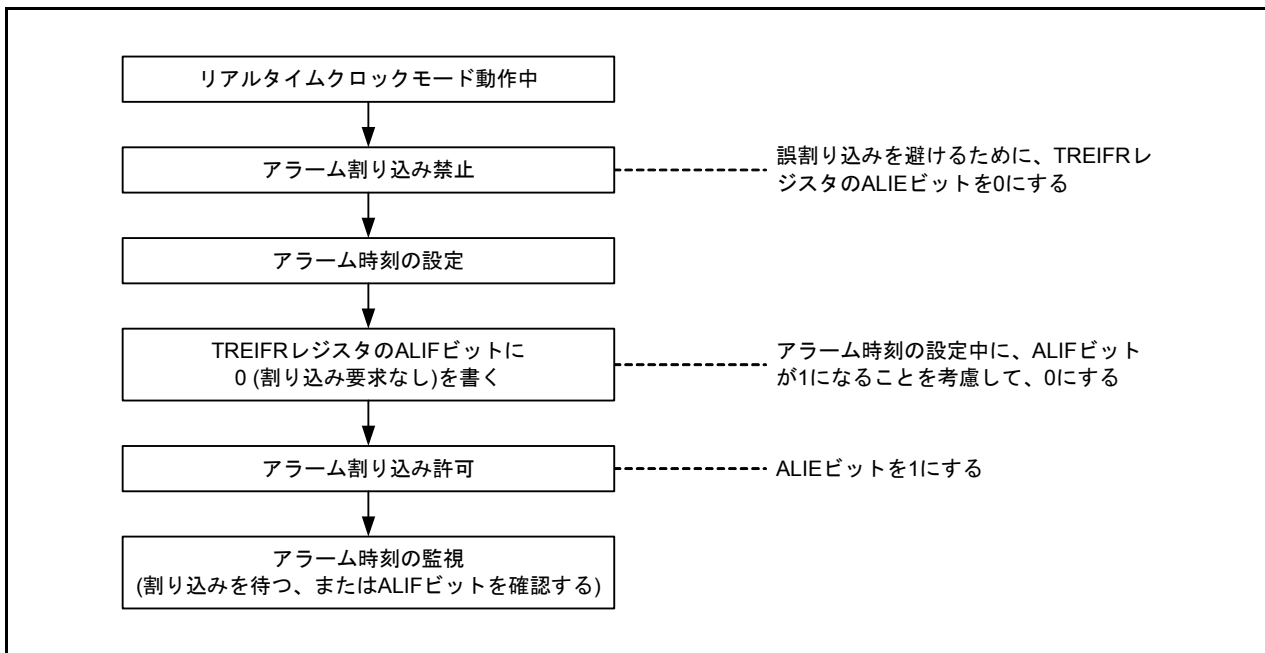 リアルタイムクロックモード動作中
アラーム割り込み禁止
誤割り込みを避けるために、TREIFRレ
ジスタのALIEビットを0にする
アラーム時刻の設定
TREIFRレジスタのALIFビットに
0 (割り込み要求なし)を書く
アラーム時刻の設定中に、ALIFビット
が1になることを考慮して、0にする
アラーム割り込み許可
ALIEビットを1にする
アラーム時刻の監視
(割り込みを待つ、またはALIFビットを確認する)